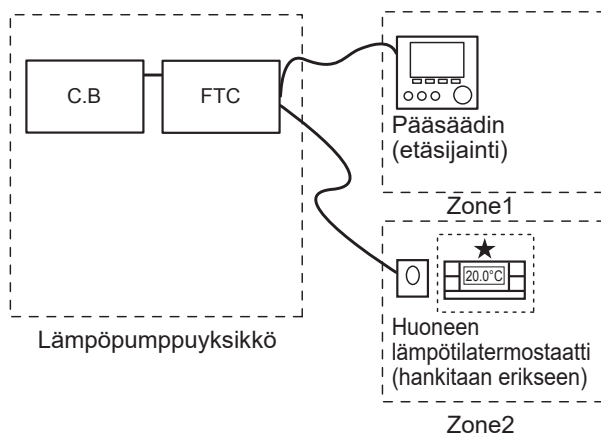 C.B
FTC
Lämpöpumppuyksikkö
Pääsäädin
(etäsijainti)
Zone1
20.0°C
Huoneen
lämpötilatermostaatti
(hankitaan erikseen)
Zone2